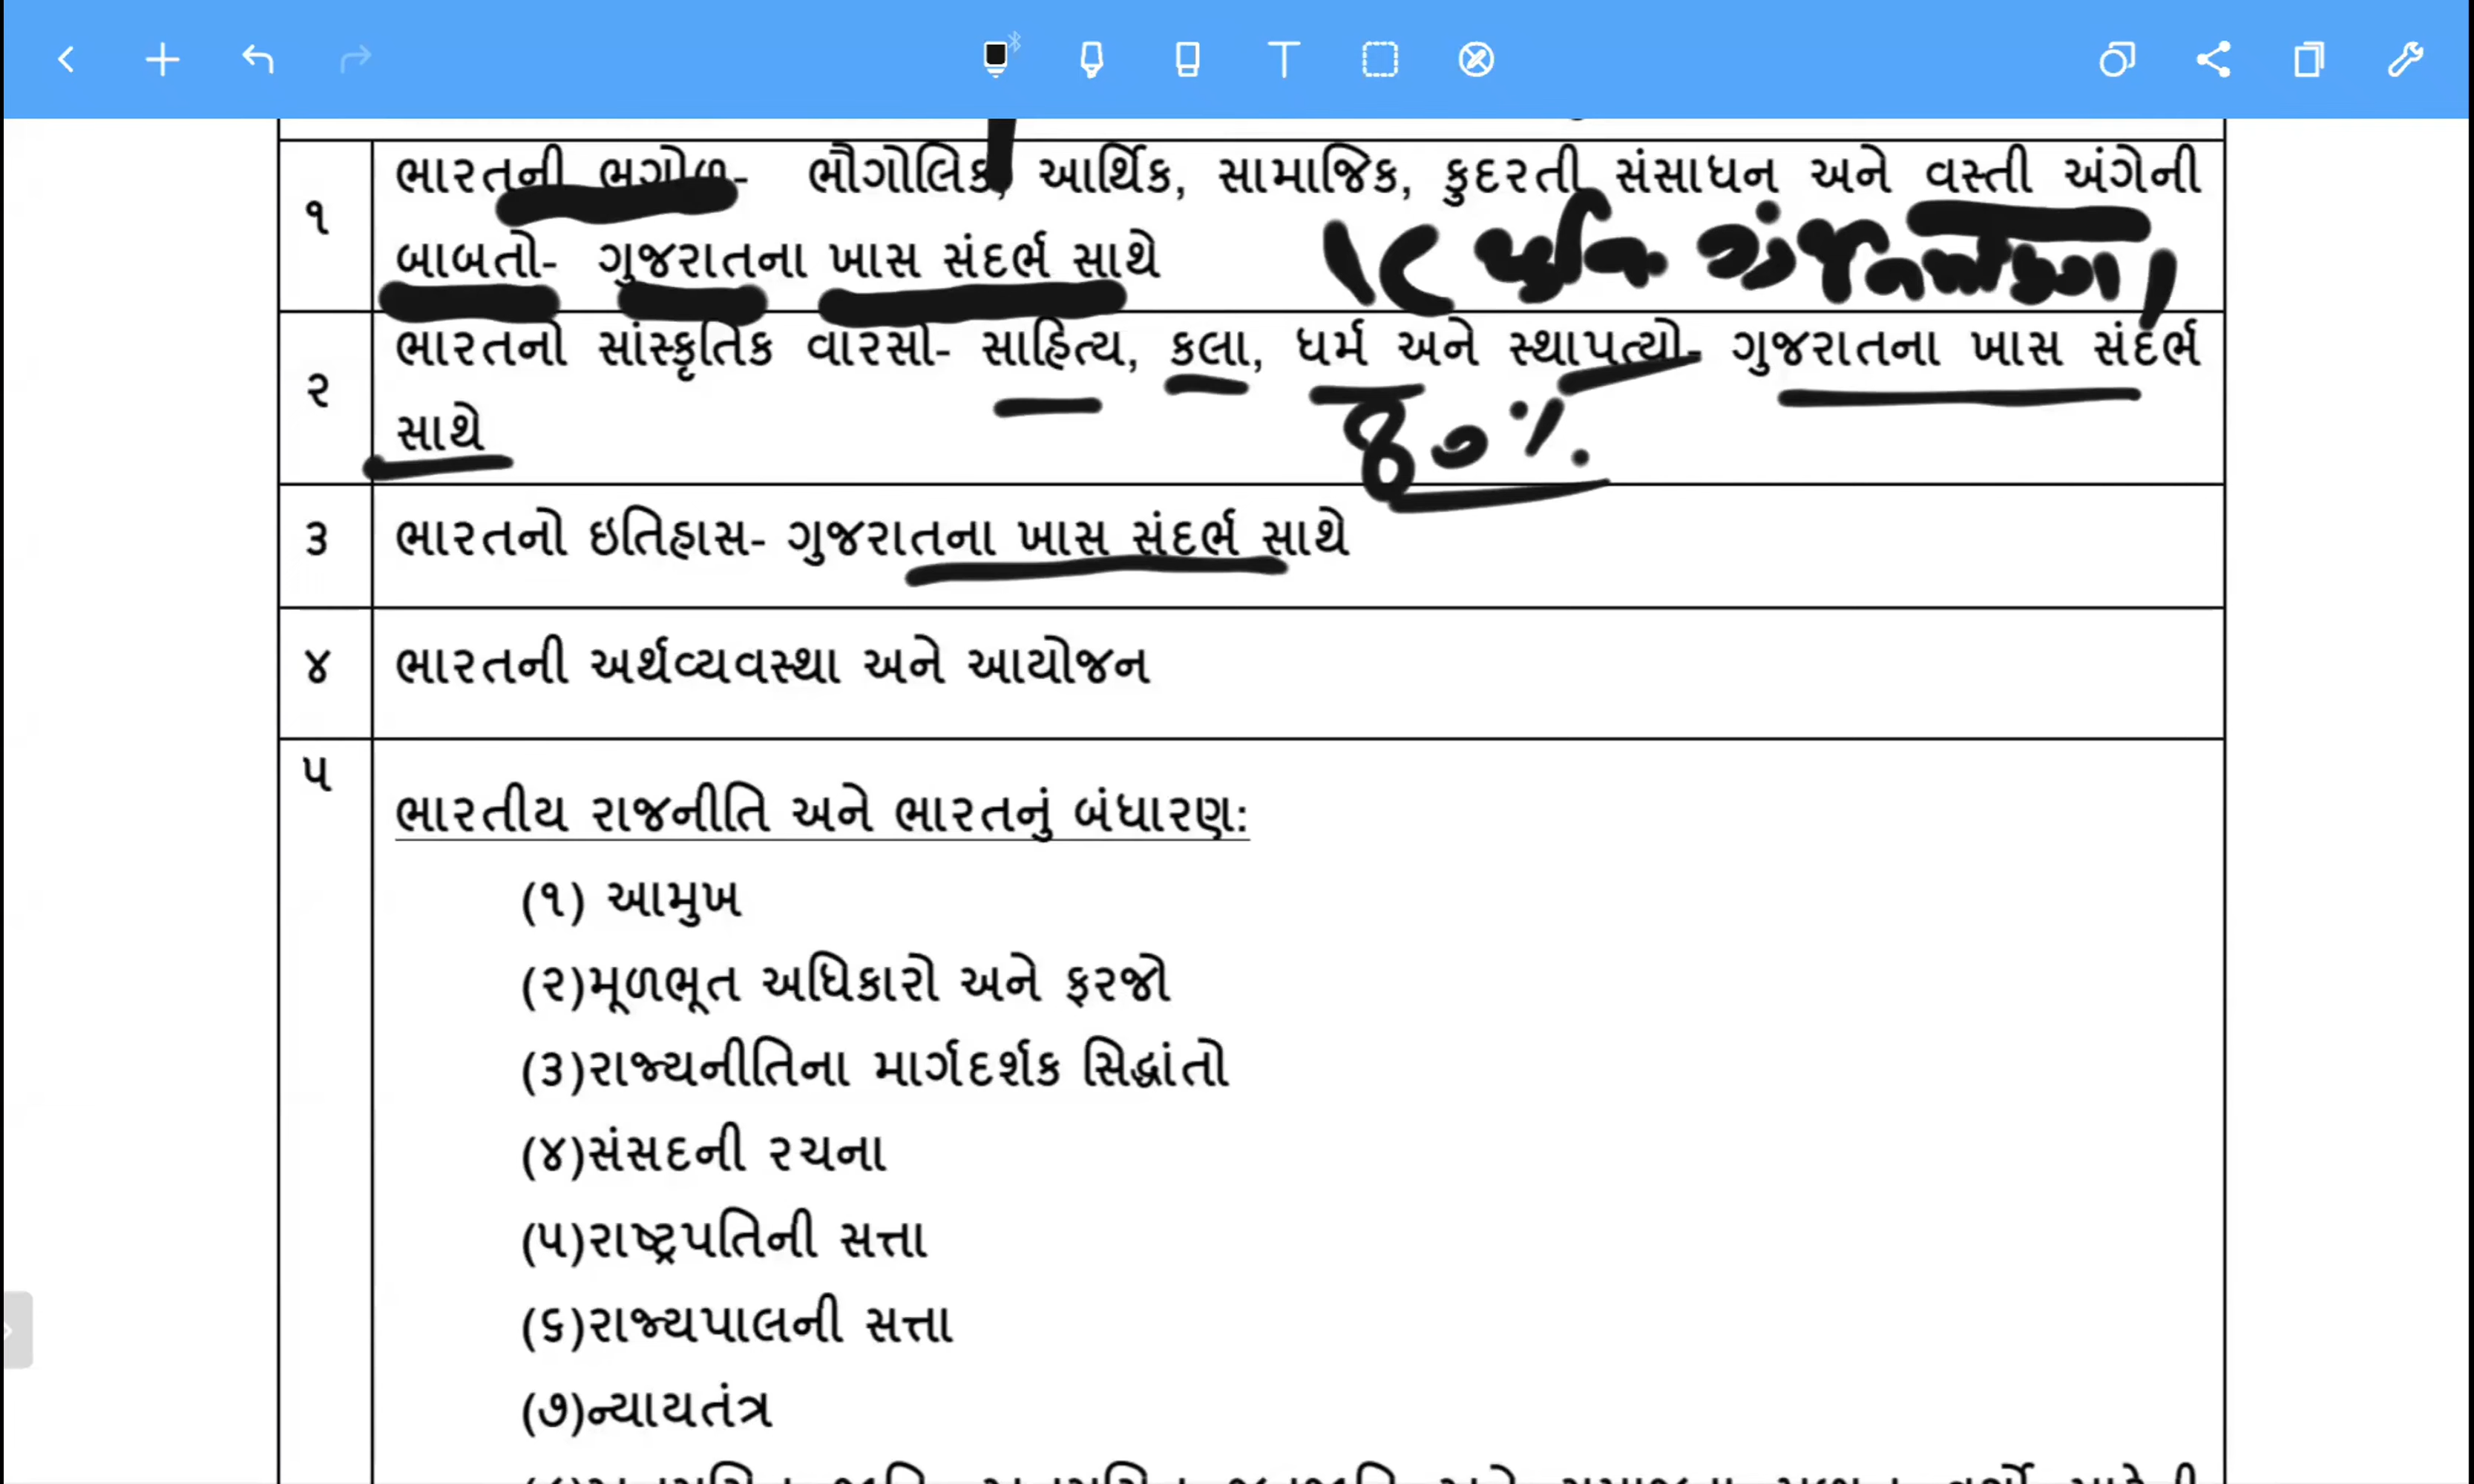 ૧
ભારતની ભૂગોળ- ભૌગોલિક, આર્થિક, સામાજિક, કુદરતી સંસાધન અને વસ્તી અંગેની
બાબતો- ગુજરાતના ખાસ સંદર્ભ સાથે
૨
ભારતનો સાંસ્કૃતિક વારસો- સાહિત્ય, કલા, ધર્મ અને સ્થાપત્યો- ગુજરાતના ખાસ સંદર્ભ
સાથે
૪૦%
૩
ભારતનો ઇતિહાસ- ગુજરાતના ખાસ સંદર્ભ સાથે
૪
ભારતની અર્થવ્યવસ્થા અને આયોજન
૫
ભારતીય રાજનીતિ અને ભારતનું બંધારણ:
(૧) આમુખ
(૨)મૂળભૂત અધિકારો અને ફરજો
(૩)રાજ્યનીતિના માર્ગદર્શક સિદ્ધાંતો
(૪)સંસદની રચના
(૫)રાષ્ટ્રપતિની સત્તા
(૬)રાજ્યપાલની સત્તા
(૭)ન્યાયતંત્ર